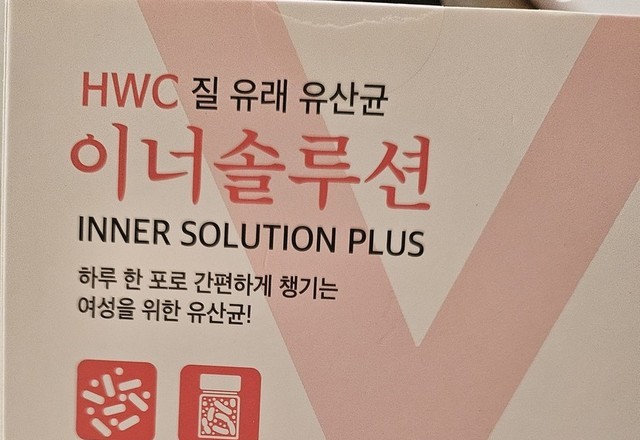 HWC 질 유래 유산균
이너솔루션
INNER SOLUTION PLUS
하루 한 포로 간편하게 챙기는
여성을 위한 유산균!